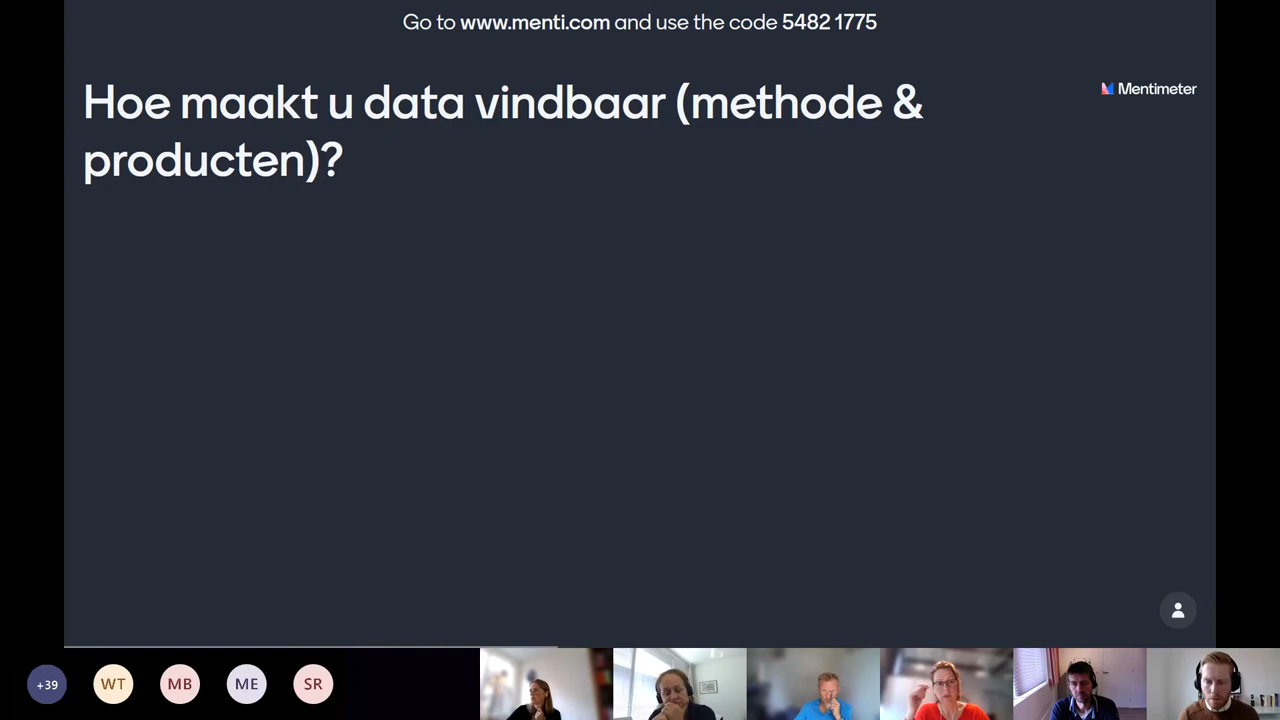 Go to www.menti.com and use the code 5482 1775
Hoe maakt u data vindbaar (methode &
producten)?
Mentimeter
+39
WT
MB
ME
SR